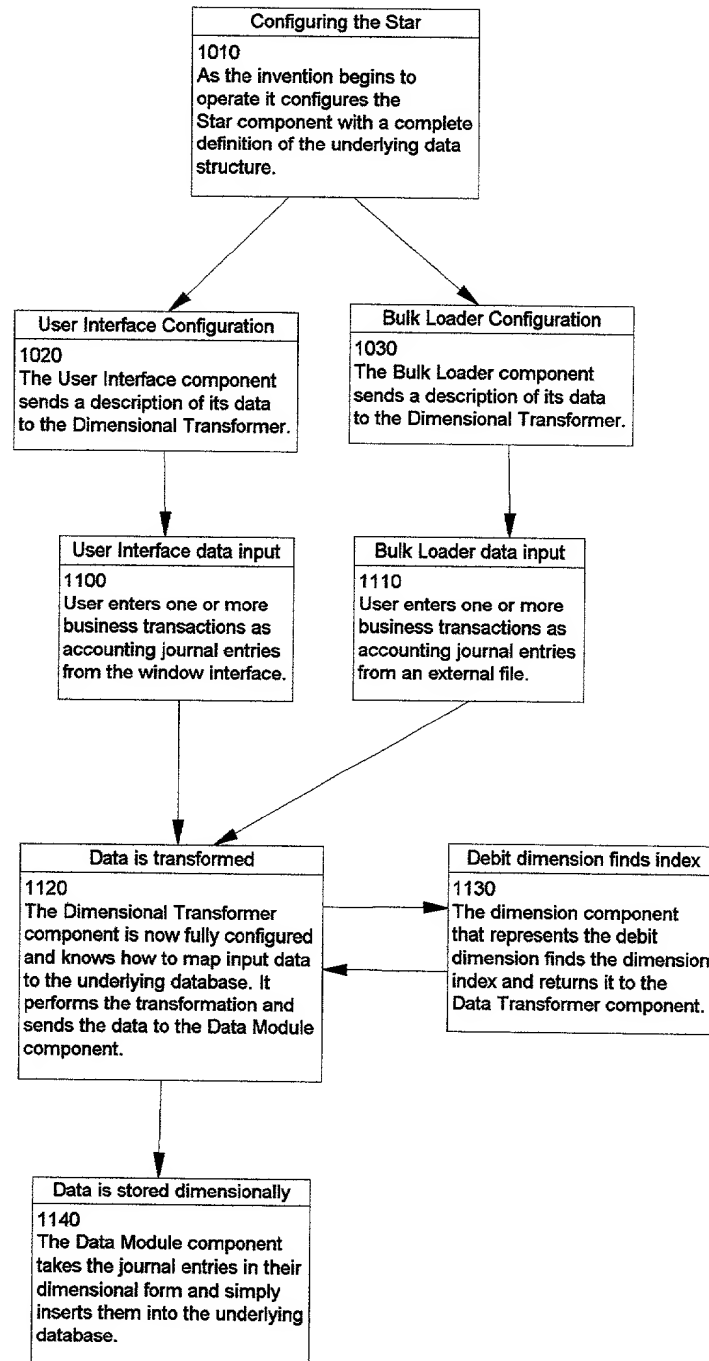 Configuring the Star
1010
As the invention begins to
operate it configures the
Star component with a complete
definition of the underlying data
structure.
User Interface Configuration
1020
The User Interface component
sends a description of its data
to the Dimensional Transformer.
Bulk Loader Configuration
1030
The Bulk Loader component
sends a description of its data
to the Dimensional Transformer.
User Interface data input
1100
User enters one or more
business transactions as
accounting journal entries
from the window interface.
Bulk Loader data input
1110
User enters one or more
business transactions as
accounting journal entries
from an external file.
Data is transformed
1120
The Dimensional Transformer
component is now fully configured
and knows how to map input data
to the underlying database. It
performs the transformation and
sends the data to the Data Module
component.
Debit dimension finds index
1130
The dimension component
that represents the debit
dimension finds the dimension
index and returns it to the
Data Transformer component.
Data is stored dimensionally
1140
The Data Module component
takes the journal entries in their
dimensional form and simply
inserts them into the underlying
database.